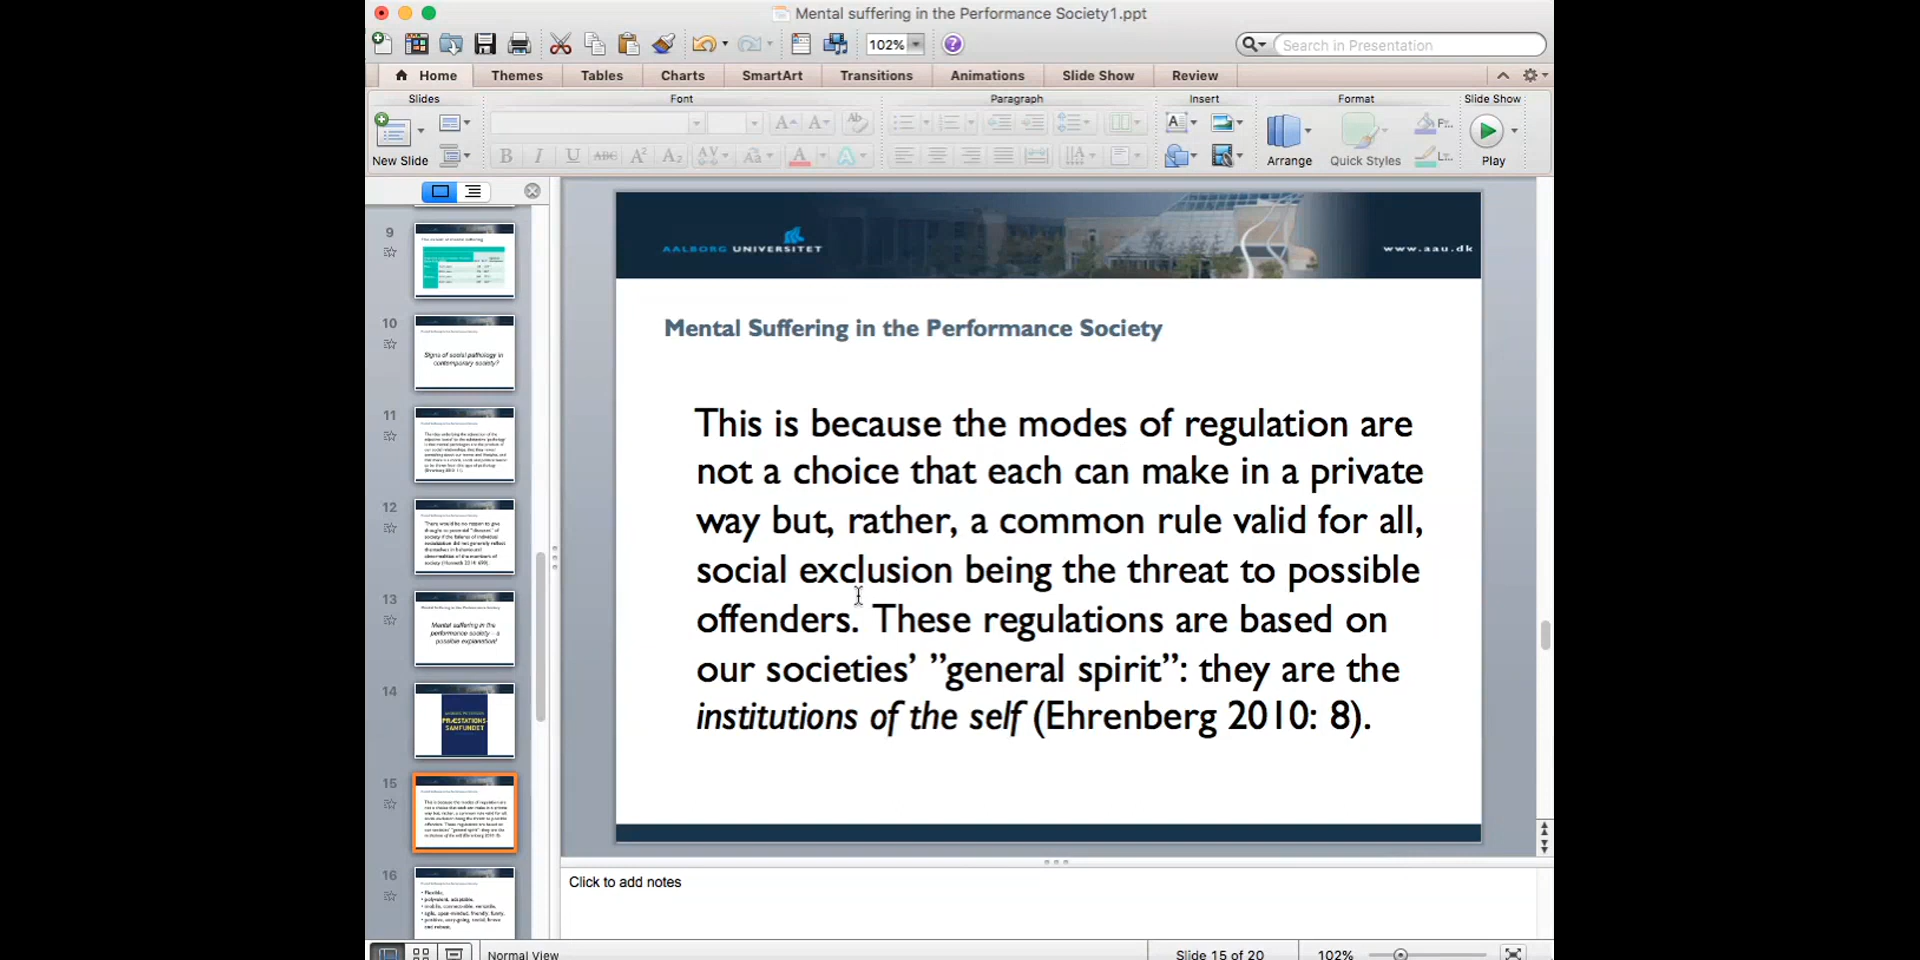 Mental suffering in the Performance Society1.ppt
102%
Search in Presentation
Home
Themes
Tables
Charts
SmartArt
Transitions
Animations
Slide Show
Review
Slides
Font
Paragraph
Insert
Format
Slide Show
New Slide
Arrange
Quick Styles
Play
9
10
Signs of social pathology in
contemporary society?
11
12
13
Mental suffering in the
performance society – a
possible explanation?
14
PRÆSTATIONS-
SAMFUNDET
15
16
AALBORG UNIVERSITET
www.aau.dk
Mental Suffering in the Performance Society
This is because the modes of regulation are
not a choice that each can make in a private
way but, rather, a common rule valid for all,
social exclusion being the threat to possible
offenders. These regulations are based on
our societies’ ”general spirit”: they are the
institutions of the self (Ehrenberg 2010: 8).
Click to add notes
Normal View
Slide 15 of 20
102%